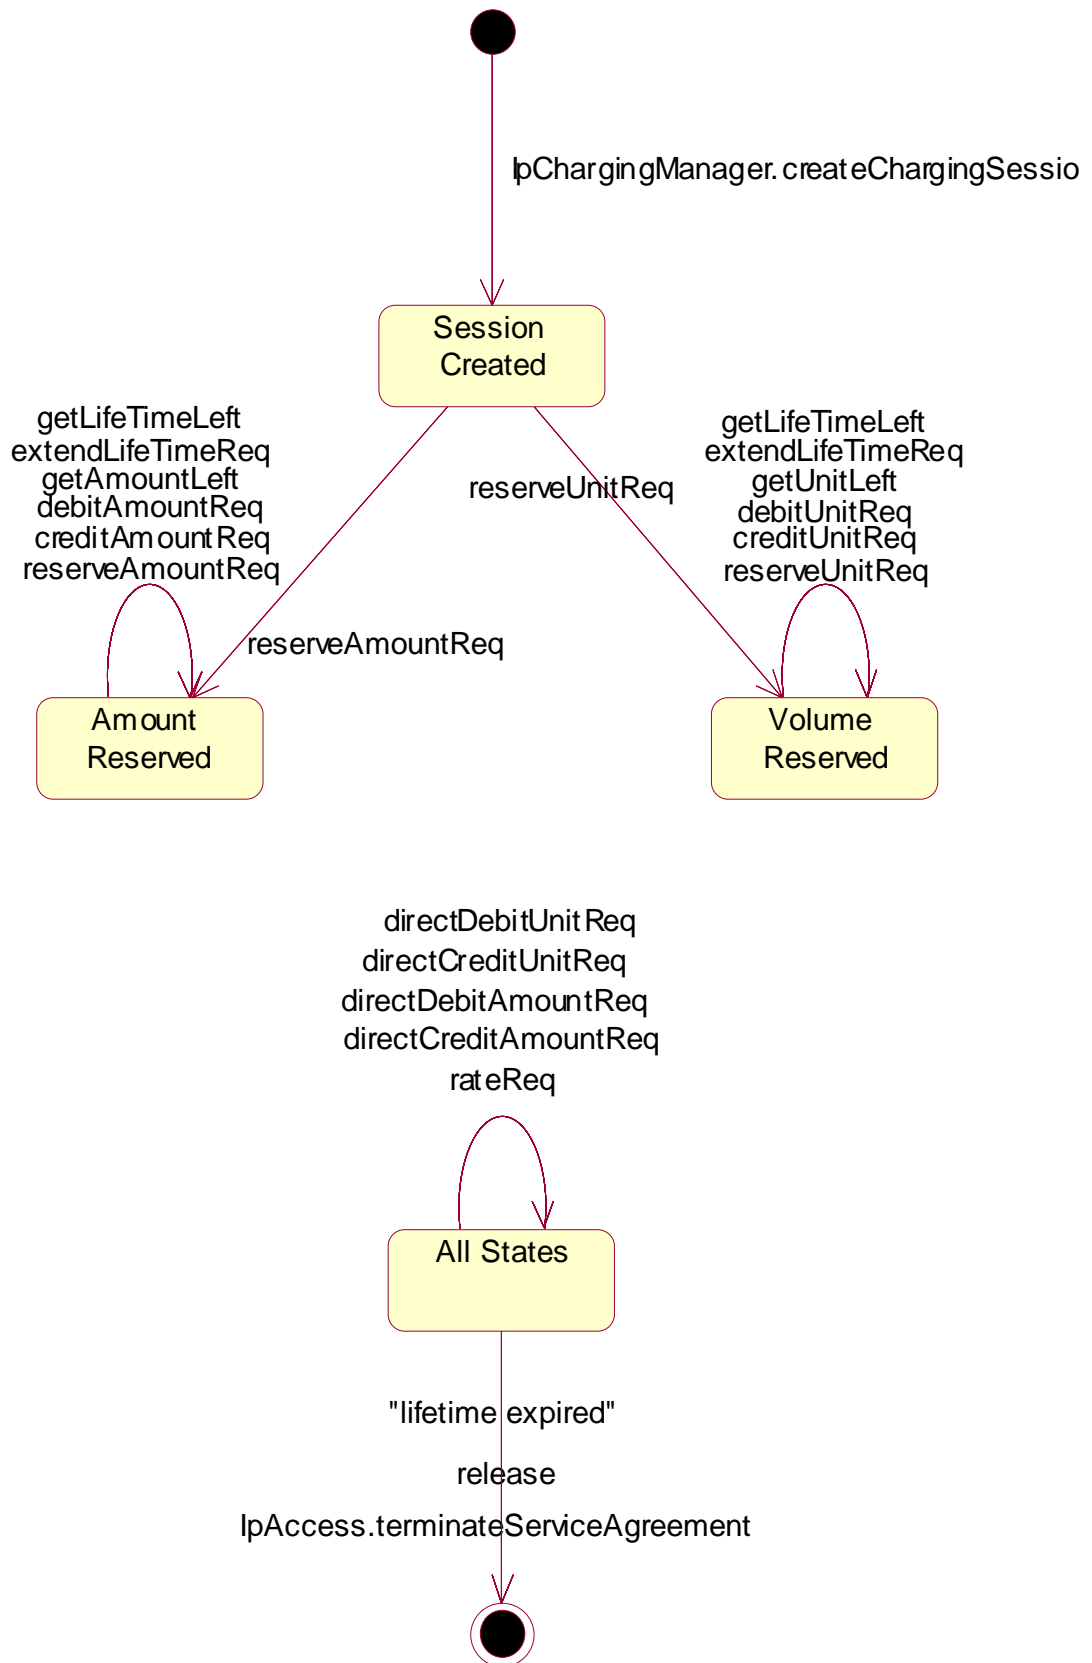 IpChargingManager.createChargingSessio
Session
Created
getLifeTimeLeft
extendLifeTimeReq
getAmountLeft
debitAmountReq
creditAmountReq
reserveAmountReq
reserveUnitReq
getLifeTimeLeft
extendLifeTimeReq
getUnitLeft
debitUnitReq
creditUnitReq
reserveUnitReq
reserveAmountReq
Amount
Reserved
Volume
Reserved
directDebitUnitReq
directCreditUnitReq
directDebitAmountReq
directCreditAmountReq
rateReq
All States
"lifetime expired"
release
IpAccess.terminateServiceAgreement